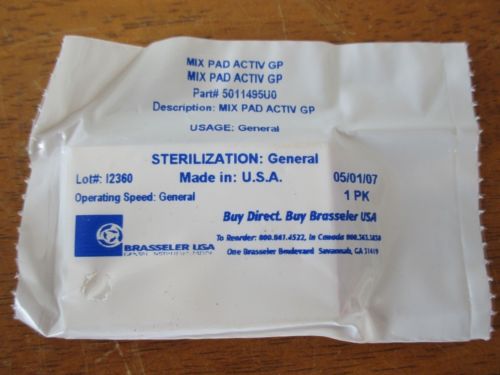 MIX PAD ACTIV GP
MIX PAD ACTIV GP
Part# 5011495U0
Description: MIX PAD ACTIV GP
USAGE: General
STERILIZATION: General
Lot#: I2360
Made in: U.S.A.
05/01/07
Operating Speed: General
1 PK
Buy Direct. Buy Brasseler USA
BRASSELER USA
To Reorder: 800.841.4522, In Canada 800.363.3838
One Brasseler Boulevard Savannah, GA 31419